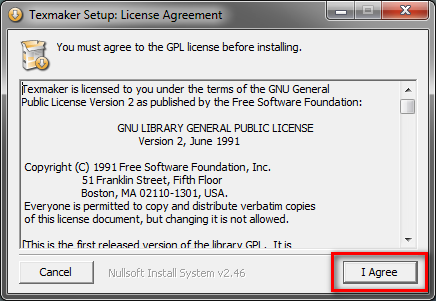 Texmaker Setup: License Agreement
You must agree to the GPL license before installing.
Texmaker is licensed to you under the terms of the GNU General
Public License Version 2 as published by the Free Software Foundation:
GNU LIBRARY GENERAL PUBLIC LICENSE
Version 2, June 1991
Copyright (C) 1991 Free Software Foundation, Inc.
51 Franklin Street, Fifth Floor
Boston, MA 02110-1301, USA.
Everyone is permitted to copy and distribute verbatim copies
of this license document, but changing it is not allowed.
[This is the first released version of the library GPL. It is
Cancel
Nullsoft Install System v2.46
I Agree